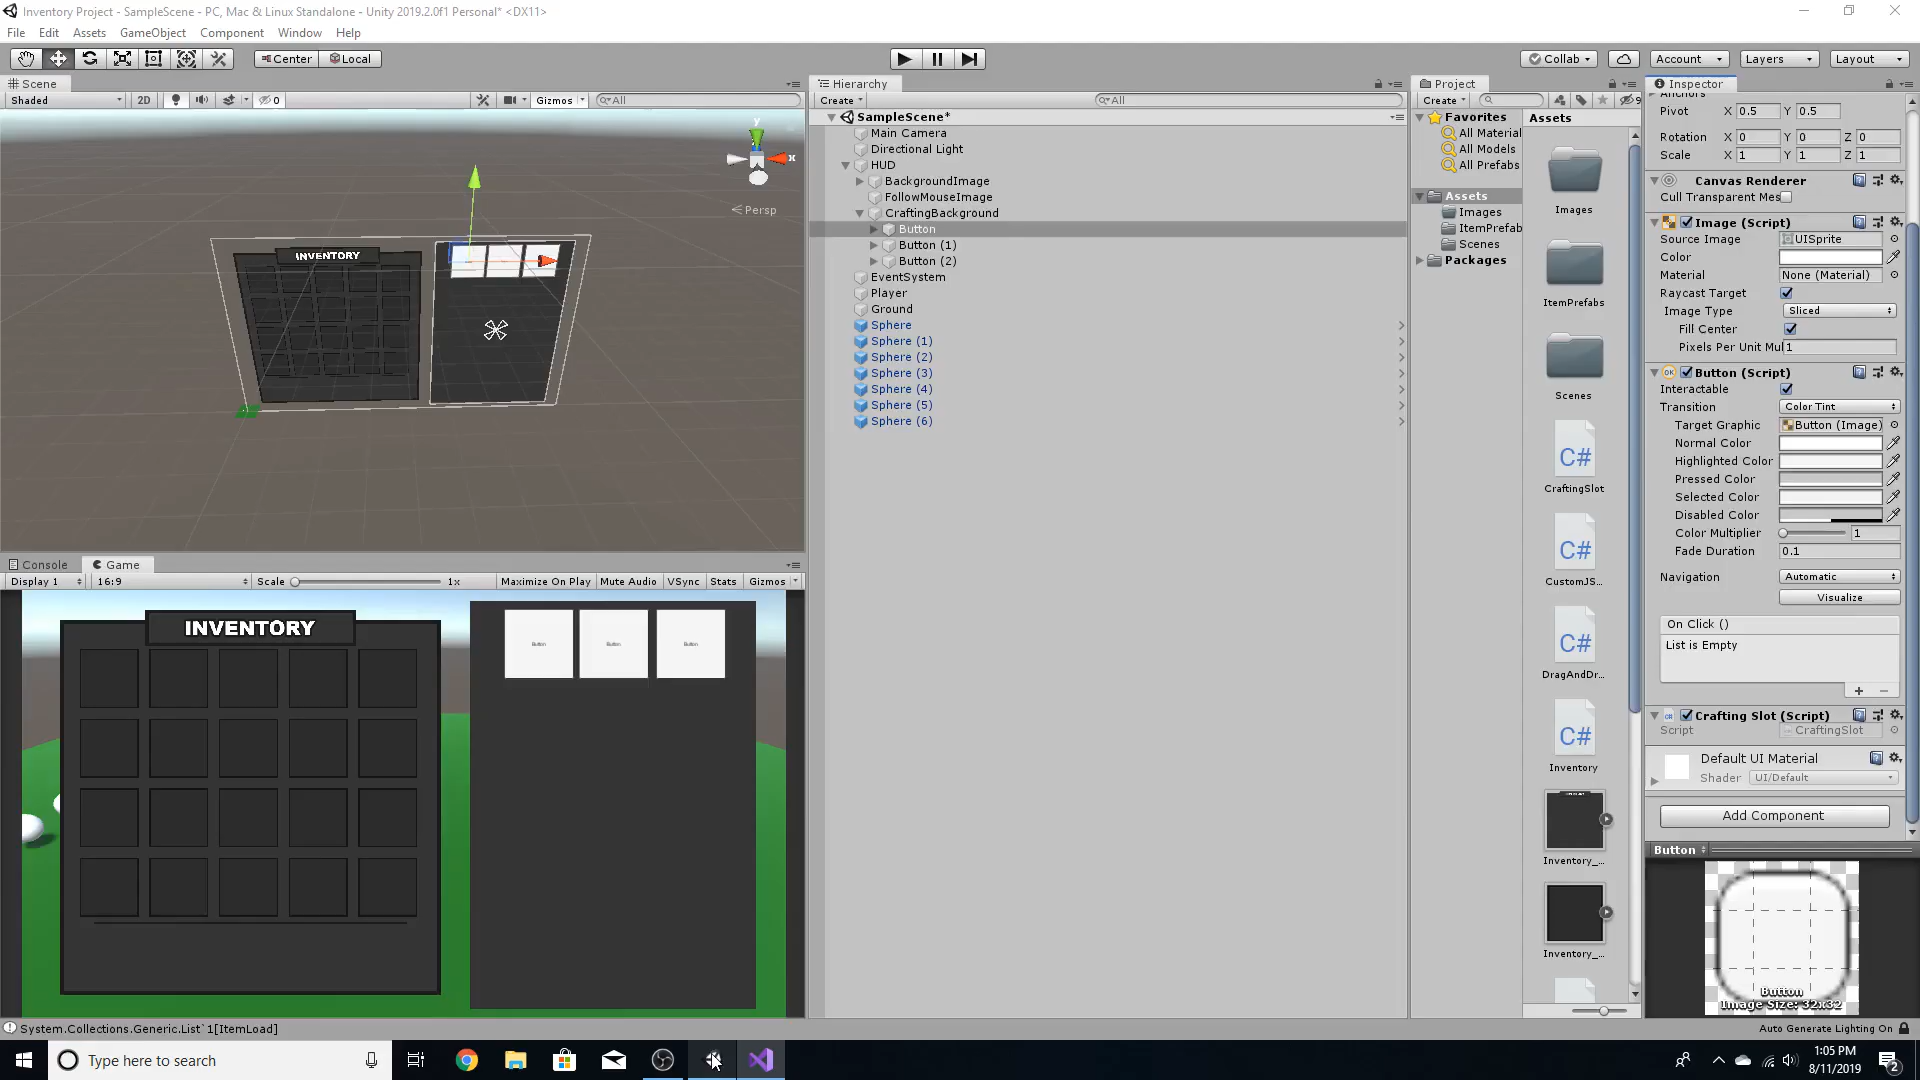 Inventory Project - SampleScene - PC, Mac & Linux Standalone - Unity 2019.2.0f1 Personal* <DX11>
File Edit Assets GameObject Component Window Help
Center Local Collab Account Layers Layout
Scene
Shaded 2D 0 Gizmos All
y
x
Persp
INVENTORY
Console Game
Display 1 16:9 Scale 1x Maximize On Play Mute Audio VSync Stats Gizmos
INVENTORY
Button Button Button
Hierarchy
Create All
SampleScene*
Main Camera
Directional Light
HUD
BackgroundImage
FollowMouseImage
CraftingBackground
Button
Button (1)
Button (2)
EventSystem
Player
Ground
Sphere
Sphere (1)
Sphere (2)
Sphere (3)
Sphere (4)
Sphere (5)
Sphere (6)
Project
Create 9
Favorites
All Material
All Models
All Prefabs
Assets
Images
ItemPrefab
Scenes
Packages
Assets
Images
ItemPrefabs
Scenes
C#
CraftingSlot
C#
CustomJS...
C#
DragAndDr...
C#
Inventory
Inventory_...
Inventory_...
Inspector
Anchors
Pivot X 0.5 Y 0.5
Rotation X 0 Y 0 Z 0
Scale X 1 Y 1 Z 1
Canvas Renderer
Cull Transparent Mes
Image (Script)
Source Image UISprite
Color
Material None (Material)
Raycast Target
Image Type Sliced
Fill Center
Pixels Per Unit Mul 1
Button (Script)
Interactable
Transition Color Tint
Target Graphic Button (Image)
Normal Color
Highlighted Color
Pressed Color
Selected Color
Disabled Color
Color Multiplier 1
Fade Duration 0.1
Navigation Automatic
Visualize
On Click ()
List is Empty
+ −
Crafting Slot (Script)
Script CraftingSlot
Default UI Material
Shader UI/Default
Add Component
Button
Button
Image Size: 32x32
System.Collections.Generic.List`1[ItemLoad]
Auto Generate Lighting On
Type here to search
1:05 PM
8/11/2019
2